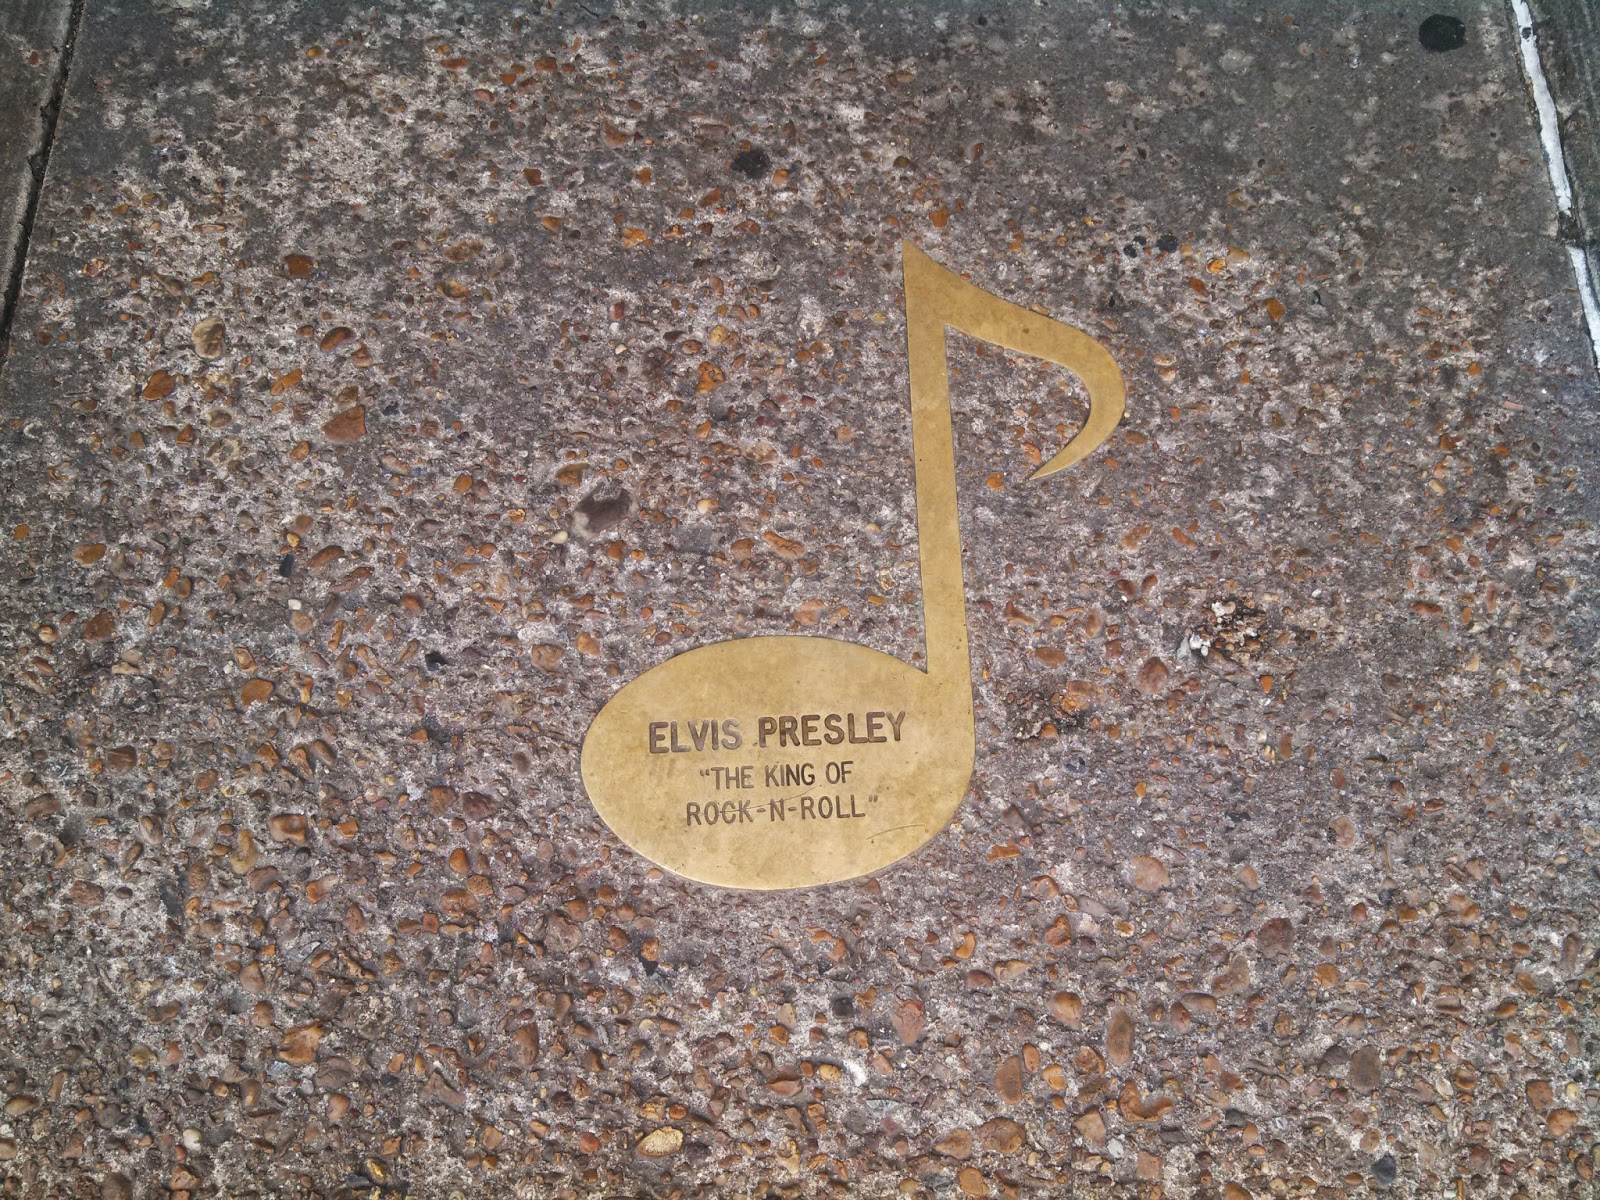 ELVIS PRESLEY
"THE KING OF
ROCK-N-ROLL"